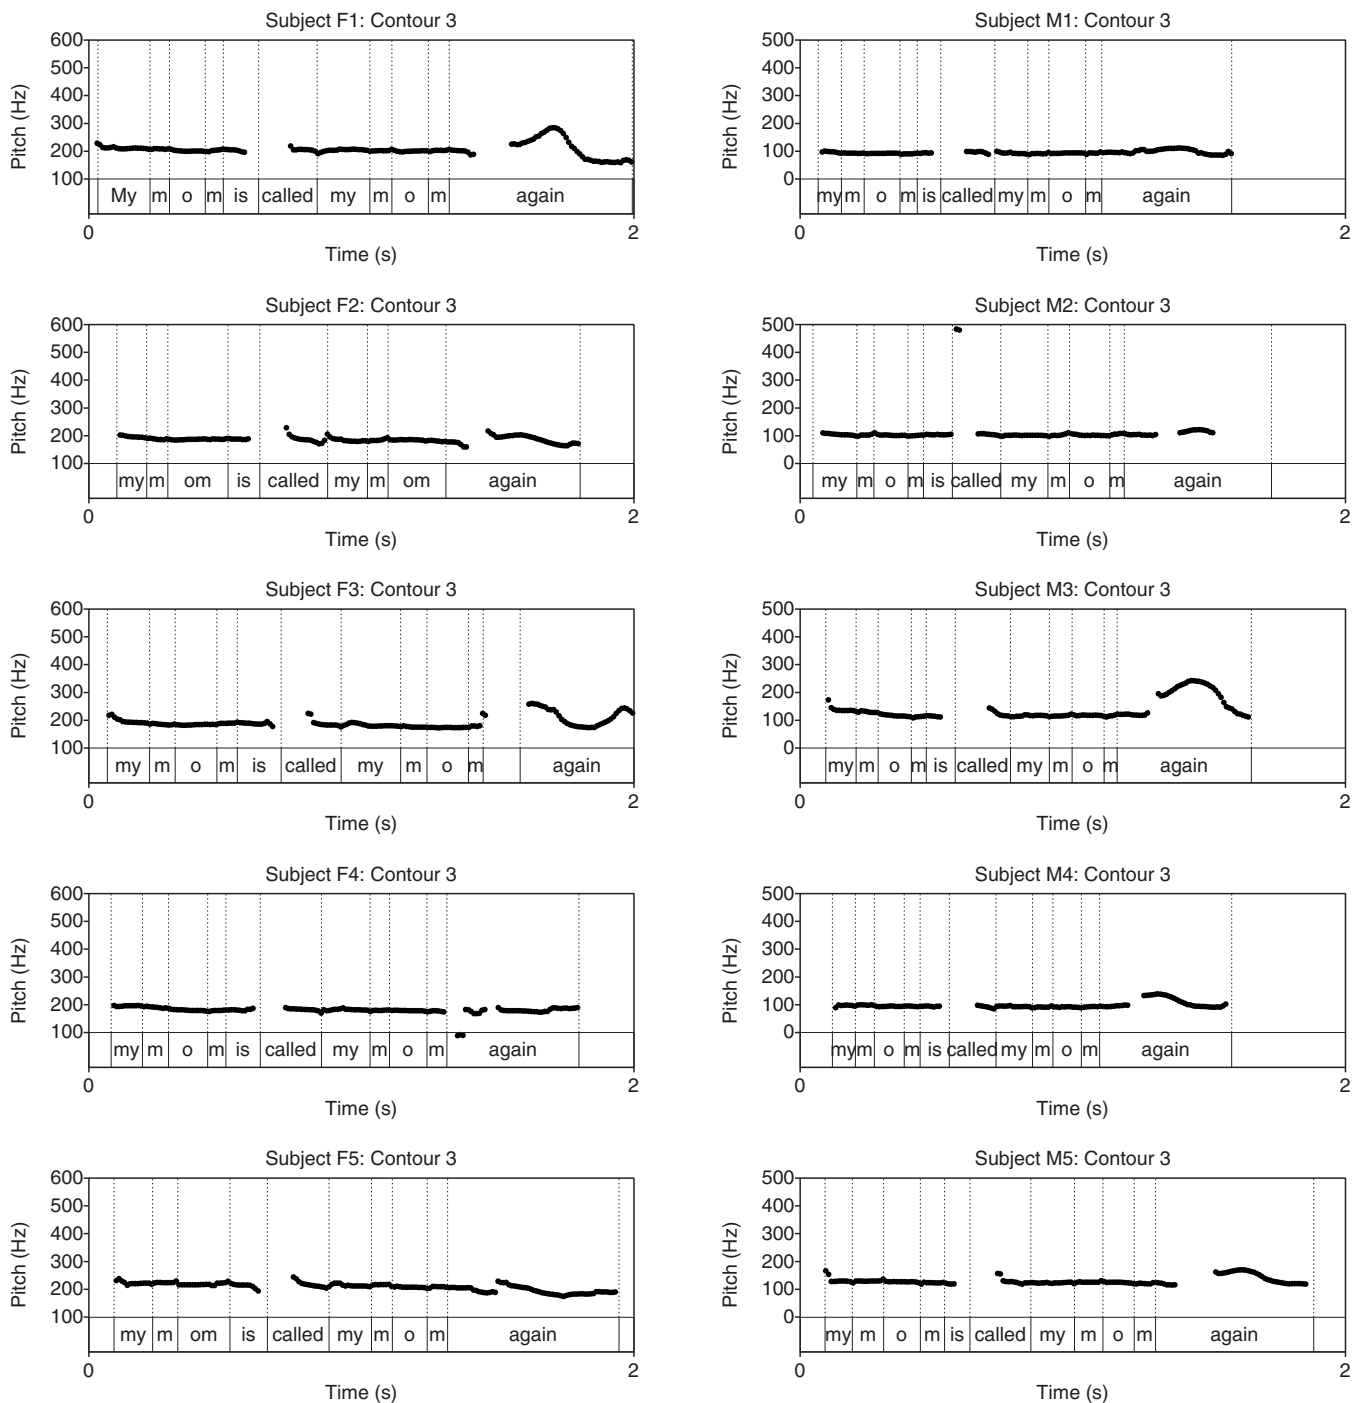 Subject F1: Contour 3
Pitch (Hz)
600
500
400
300
200
100
My m o m is called my m o m again
0 2
Time (s)
Subject M1: Contour 3
Pitch (Hz)
500
400
300
200
100
0
my m o m is called my m o m again
0 2
Time (s)
Subject F2: Contour 3
Pitch (Hz)
600
500
400
300
200
100
my m om is called my m om again
0 2
Time (s)
Subject M2: Contour 3
Pitch (Hz)
500
400
300
200
100
0
my m o m is called my m o m again
0 2
Time (s)
Subject F3: Contour 3
Pitch (Hz)
600
500
400
300
200
100
my m o m is called my m o m again
0 2
Time (s)
Subject M3: Contour 3
Pitch (Hz)
500
400
300
200
100
0
my m o m is called my m o m again
0 2
Time (s)
Subject F4: Contour 3
Pitch (Hz)
600
500
400
300
200
100
my m o m is called my m o m again
0 2
Time (s)
Subject M4: Contour 3
Pitch (Hz)
500
400
300
200
100
0
my m o m is called my m o m again
0 2
Time (s)
Subject F5: Contour 3
Pitch (Hz)
600
500
400
300
200
100
my m om is called my m o m again
0 2
Time (s)
Subject M5: Contour 3
Pitch (Hz)
500
400
300
200
100
0
my m o m is called my m o m again
0 2
Time (s)